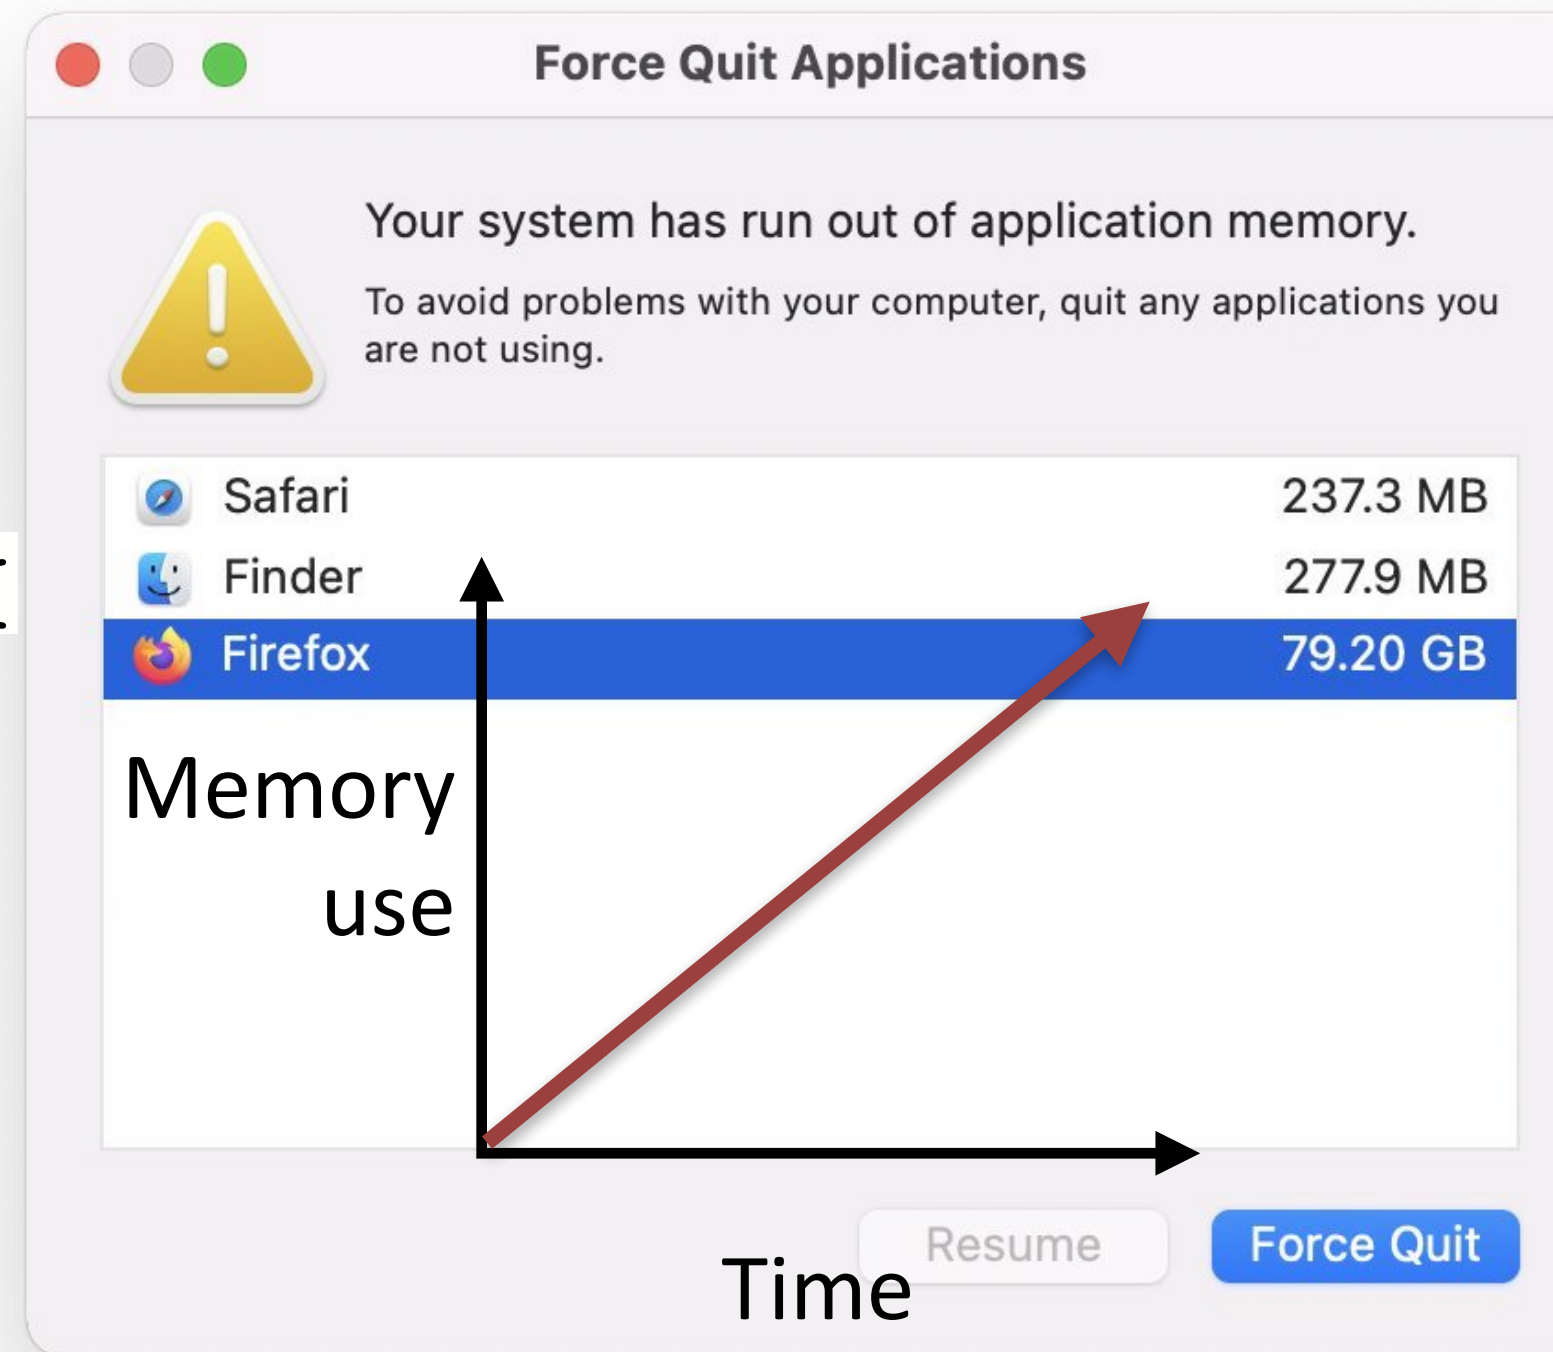 Force Quit Applications
Your system has run out of application memory.
To avoid problems with your computer, quit any applications you
are not using.
Safari 237.3 MB
Finder 277.9 MB
Firefox 79.20 GB
Memory
use
Resume
Force Quit
Time